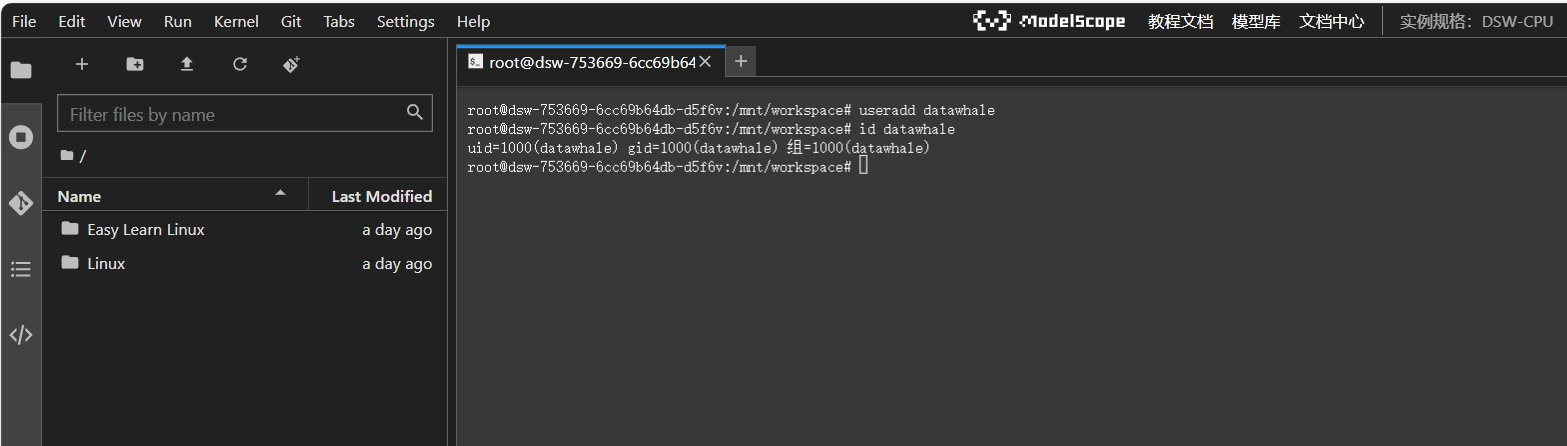 File Edit View Run Kernel Git Tabs Settings Help
ModelScope 教程文档 模型库 文档中心 实例规格：DSW-CPU
Filter files by name
/
Name Last Modified
Easy Learn Linux a day ago
Linux a day ago
root@dsw-753669-6cc69b64
root@dsw-753669-6cc69b64db-d5f6v:/mnt/workspace# useradd datawhale
root@dsw-753669-6cc69b64db-d5f6v:/mnt/workspace# id datawhale
uid=1000(datawhale) gid=1000(datawhale) 组=1000(datawhale)
root@dsw-753669-6cc69b64db-d5f6v:/mnt/workspace#